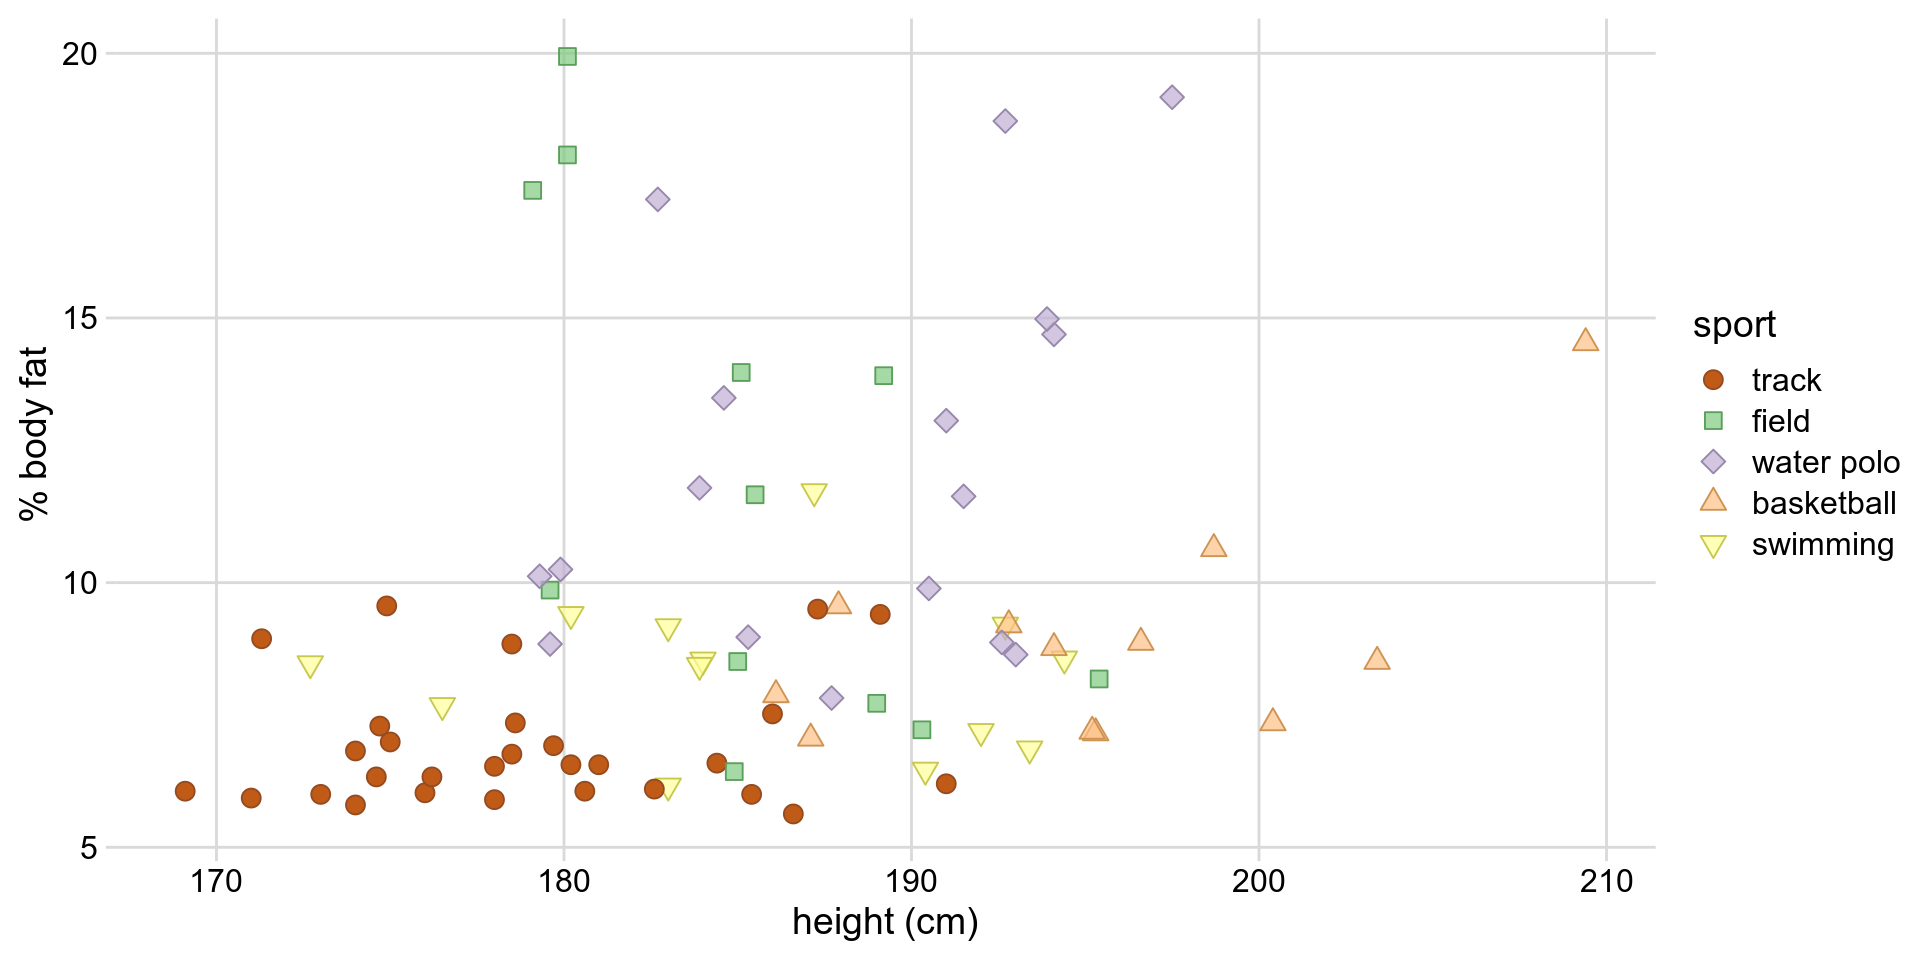 20
15
10
5
% body fat
170 180 190 200 210
height (cm)
sport
track
field
water polo
basketball
swimming